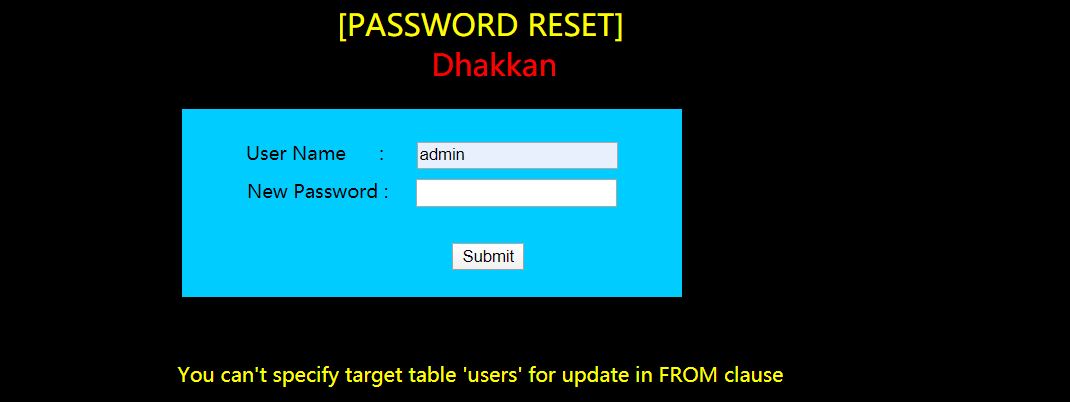 [PASSWORD RESET]
Dhakkan
User Name : admin
New Password :
Submit
You can't specify target table 'users' for update in FROM clause